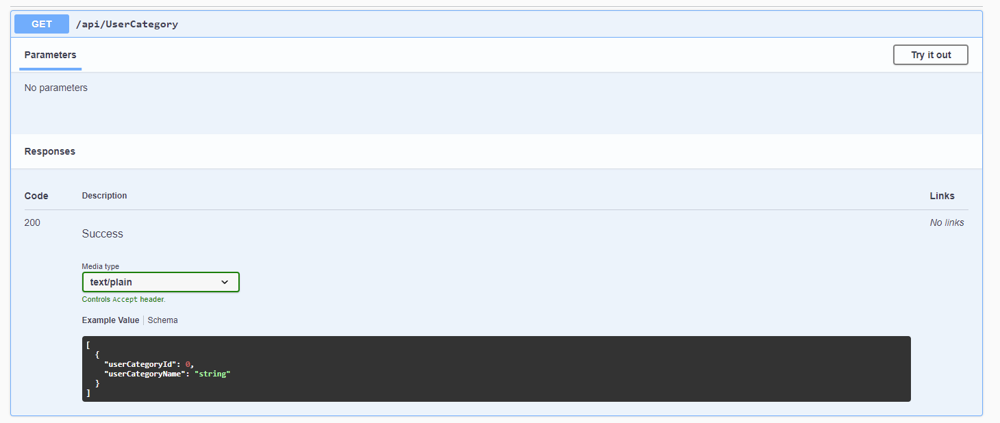 GET /api/UserCategory
Parameters
Try it out
No parameters
Responses
Code Description Links
200 Success No links
Media type
text/plain
Controls Accept header.
Example Value Schema
[
  {
    "userCategoryId": 0,
    "userCategoryName": "string"
  }
]